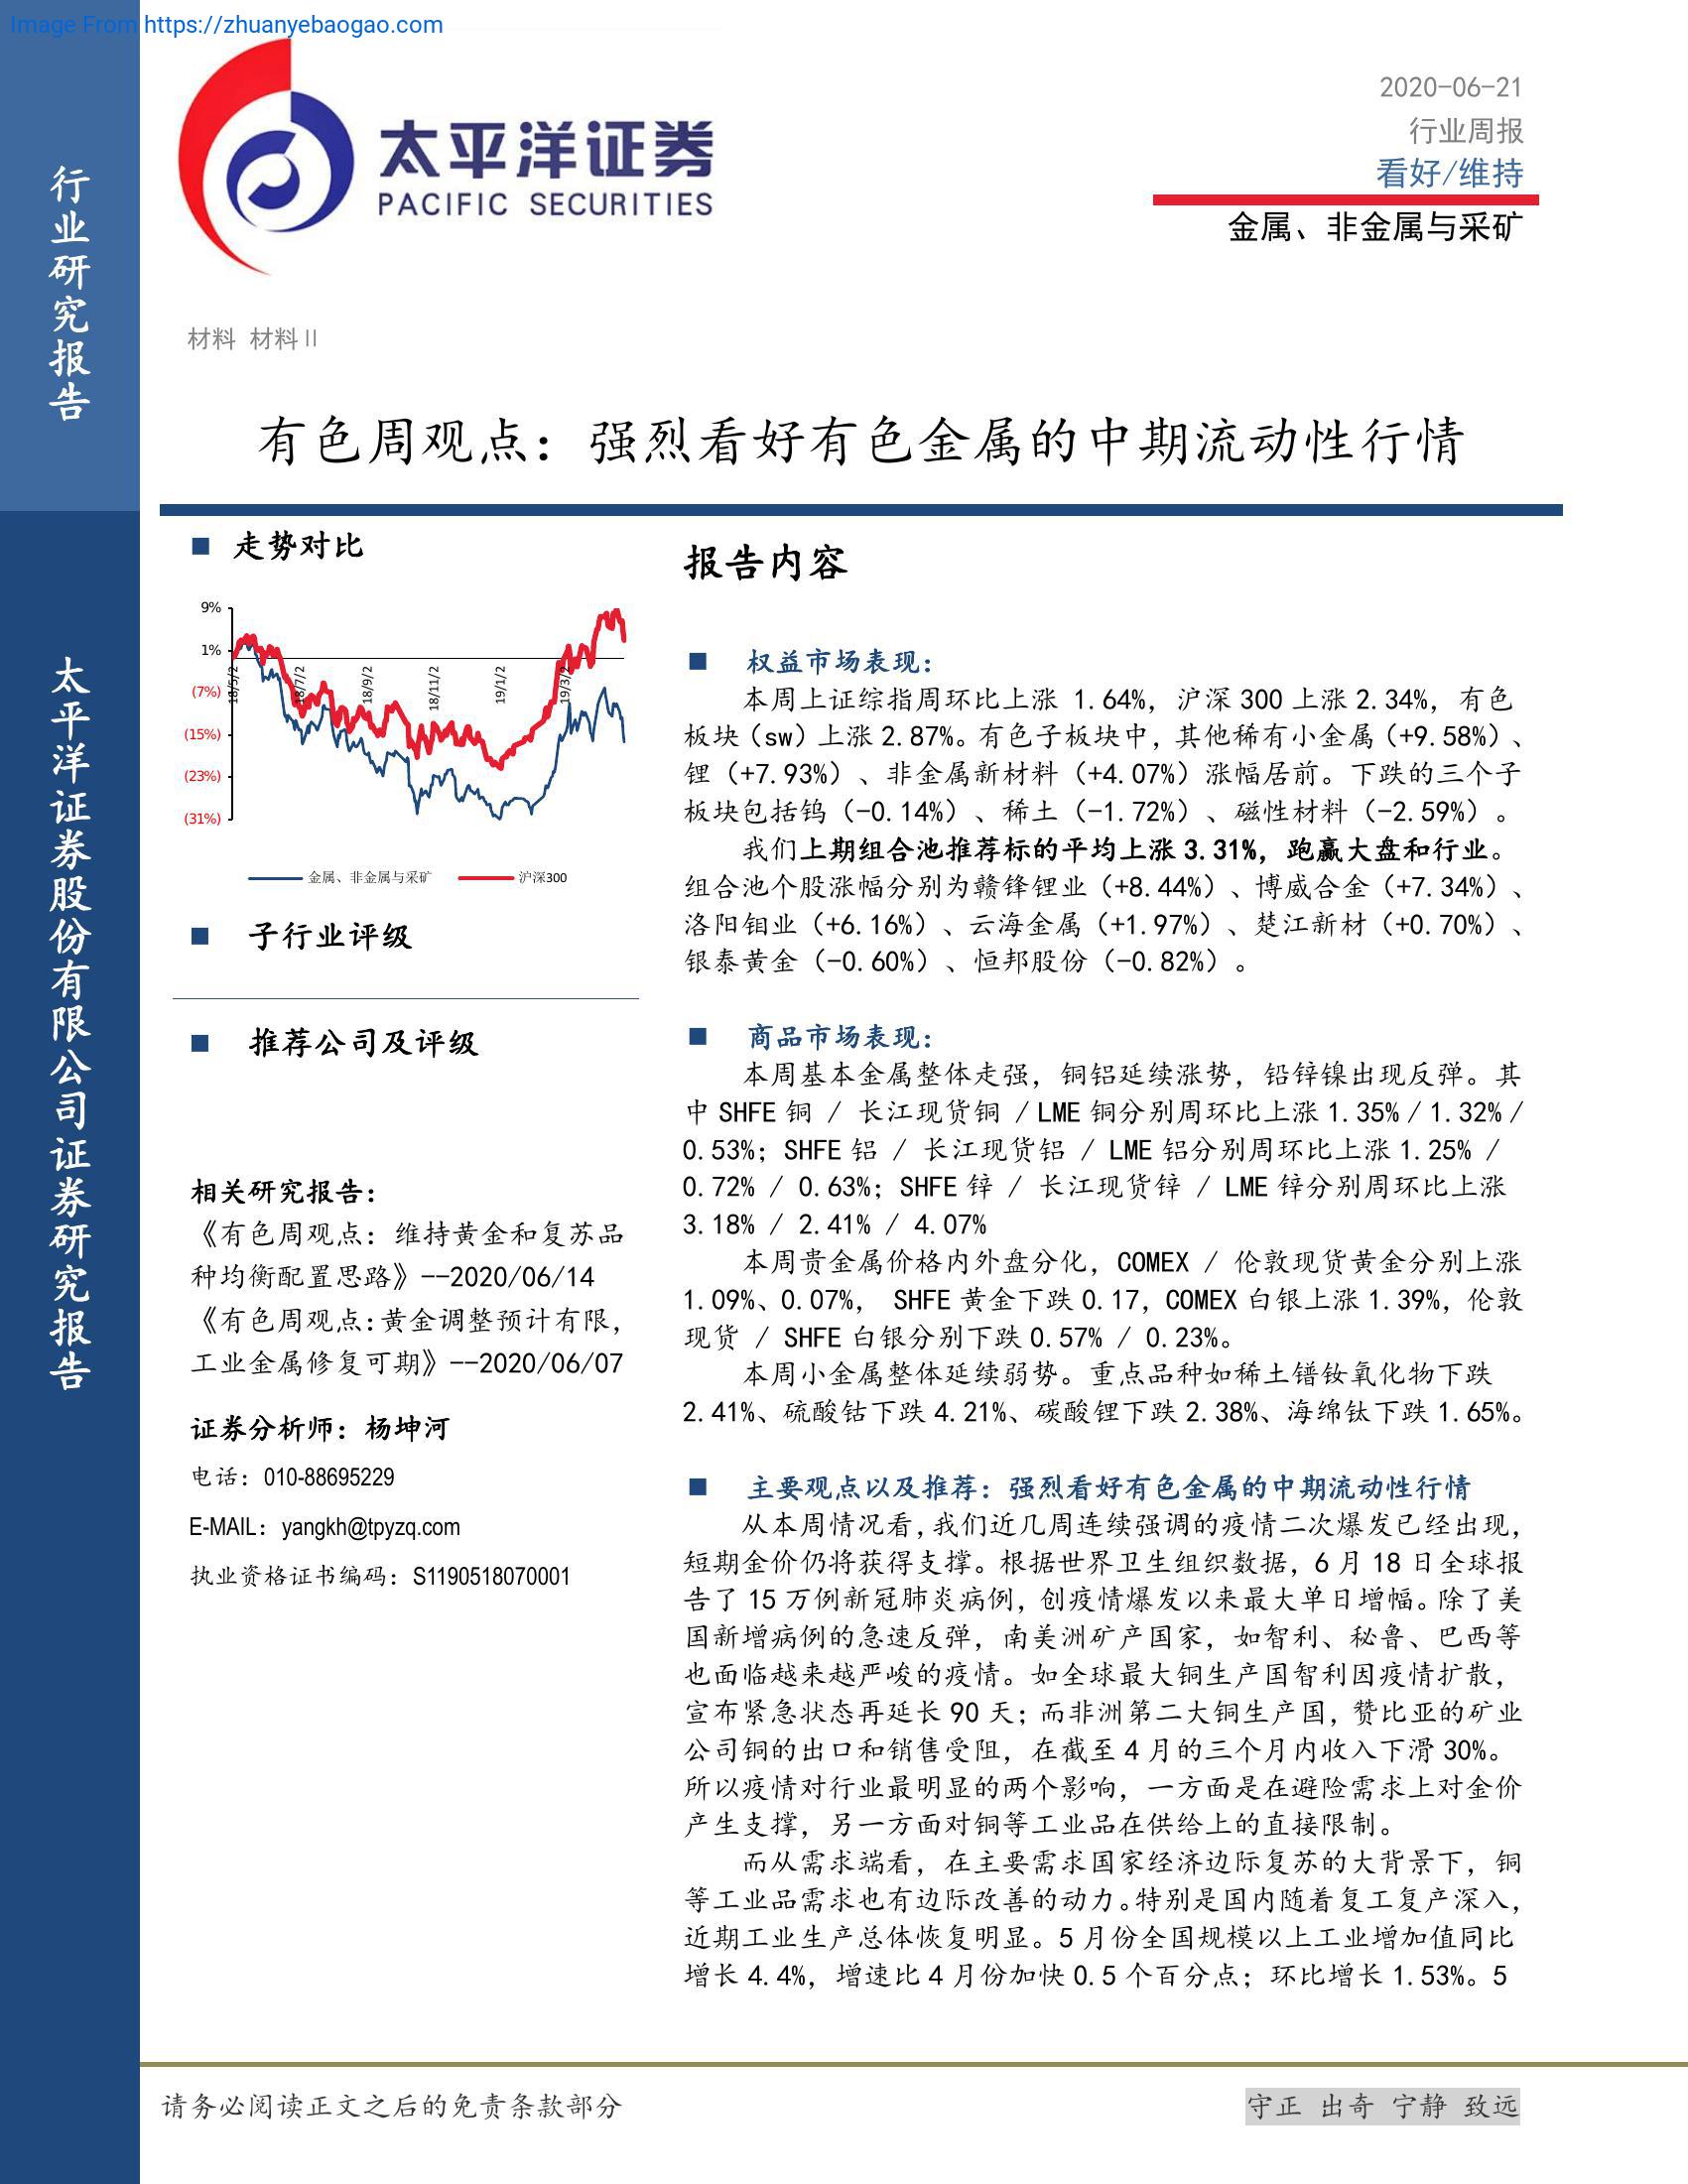 Image From https://zhuanyebaogao.com
行业研究报告
太平洋证券股份有限公司证券研究报告
太平洋证券
PACIFIC SECURITIES
2020-06-21
行业周报
看好/维持
金属、非金属与采矿
材料 材料II
有色周观点：强烈看好有色金属的中期流动性行情
走势对比
9%
1%
(7%)
(15%)
(23%)
(31%)
18/5/2
18/7/2
18/9/2
18/11/2
19/1/2
19/3/2
金属、非金属与采矿
沪深300
子行业评级
推荐公司及评级
相关研究报告：
《有色周观点：维持黄金和复苏品
种均衡配置思路》--2020/06/14
《有色周观点:黄金调整预计有限，
工业金属修复可期》--2020/06/07
证券分析师：杨坤河
电话：010-88695229
E-MAIL：yangkh@tpyzq.com
执业资格证书编码：S1190518070001
报告内容
权益市场表现：
本周上证综指周环比上涨 1.64%，沪深 300 上涨 2.34%，有色
板块（sw）上涨 2.87%。有色子板块中，其他稀有小金属（+9.58%）、
锂（+7.93%）、非金属新材料（+4.07%）涨幅居前。下跌的三个子
板块包括钨（-0.14%）、稀土（-1.72%）、磁性材料（-2.59%）。
我们上期组合池推荐标的平均上涨 3.31%，跑赢大盘和行业。
组合池个股涨幅分别为赣锋锂业（+8.44%）、博威合金（+7.34%）、
洛阳钼业（+6.16%）、云海金属（+1.97%）、楚江新材（+0.70%）、
银泰黄金（-0.60%）、恒邦股份（-0.82%）。
商品市场表现：
本周基本金属整体走强，铜铝延续涨势，铅锌镍出现反弹。其
中 SHFE 铜 / 长江现货铜 / LME 铜分别周环比上涨 1.35% / 1.32% /
0.53%；SHFE 铝 / 长江现货铝 / LME 铝分别周环比上涨 1.25% /
0.72% / 0.63%；SHFE 锌 / 长江现货锌 / LME 锌分别周环比上涨
3.18% / 2.41% / 4.07%
本周贵金属价格内外盘分化，COMEX / 伦敦现货黄金分别上涨
1.09%、0.07%， SHFE 黄金下跌 0.17，COMEX 白银上涨 1.39%，伦敦
现货 / SHFE 白银分别下跌 0.57% / 0.23%。
本周小金属整体延续弱势。重点品种如稀土镨钕氧化物下跌
2.41%、硫酸钴下跌 4.21%、碳酸锂下跌 2.38%、海绵钛下跌 1.65%。
主要观点以及推荐：强烈看好有色金属的中期流动性行情
从本周情况看，我们近几周连续强调的疫情二次爆发已经出现，
短期金价仍将获得支撑。根据世界卫生组织数据，6 月 18 日全球报
告了 15 万例新冠肺炎病例，创疫情爆发以来最大单日增幅。除了美
国新增病例的急速反弹，南美洲矿产国家，如智利、秘鲁、巴西等
也面临越来越严峻的疫情。如全球最大铜生产国智利因疫情扩散，
宣布紧急状态再延长 90 天；而非洲第二大铜生产国，赞比亚的矿业
公司铜的出口和销售受阻，在截至 4 月的三个月内收入下滑 30%。
所以疫情对行业最明显的两个影响，一方面是在避险需求上对金价
产生支撑，另一方面对铜等工业品在供给上的直接限制。
而从需求端看，在主要需求国家经济边际复苏的大背景下，铜
等工业品需求也有边际改善的动力。特别是国内随着复工复产深入，
近期工业生产总体恢复明显。5 月份全国规模以上工业增加值同比
增长 4.4%，增速比 4 月份加快 0.5 个百分点；环比增长 1.53%。5
请务必阅读正文之后的免责条款部分
守正 出奇 宁静 致远